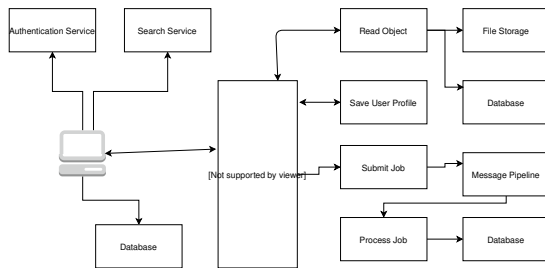 Authentication Service
Search Service
Read Object
File Storage
Save User Profile
Database
[Not supported by viewer]
Submit Job
Message Pipeline
Database
Process Job
Database